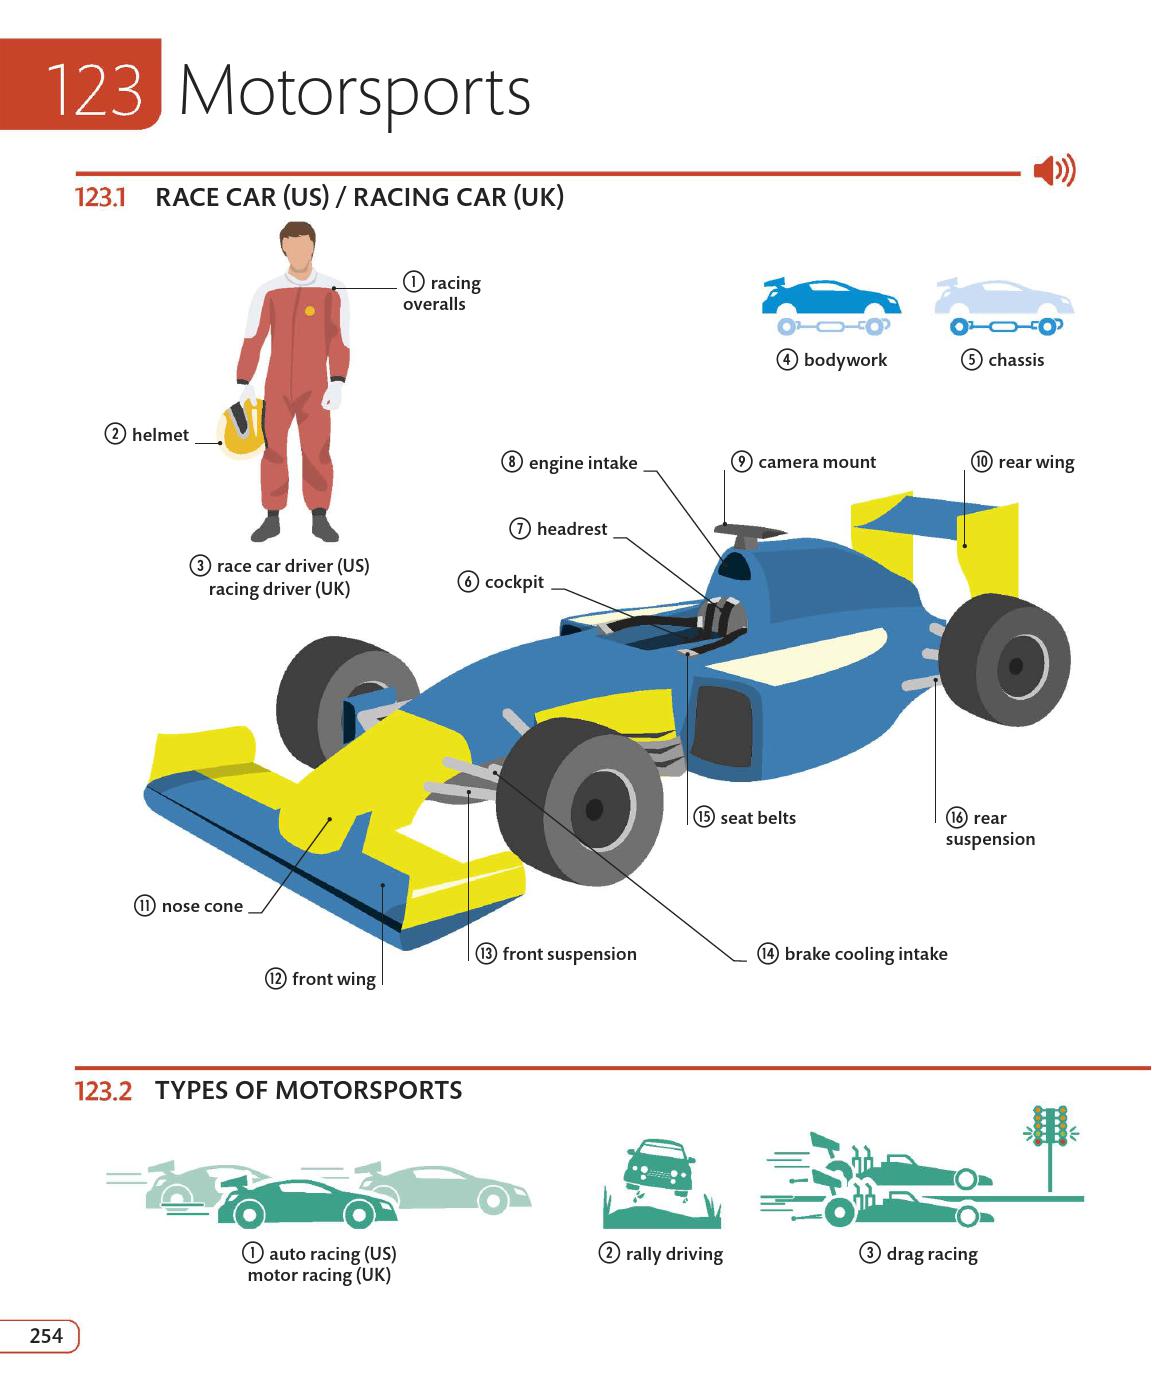 123 Motorsports
123.1 RACE CAR (US) / RACING CAR (UK)
① racing
overalls
② helmet
③ race car driver (US)
racing driver (UK)
④ bodywork
⑤ chassis
⑥ cockpit
⑦ headrest
⑧ engine intake
⑨ camera mount
⑩ rear wing
⑪ nose cone
⑫ front wing
⑬ front suspension
⑭ brake cooling intake
⑮ seat belts
⑯ rear
suspension
123.2 TYPES OF MOTORSPORTS
① auto racing (US)
motor racing (UK)
② rally driving
③ drag racing
254